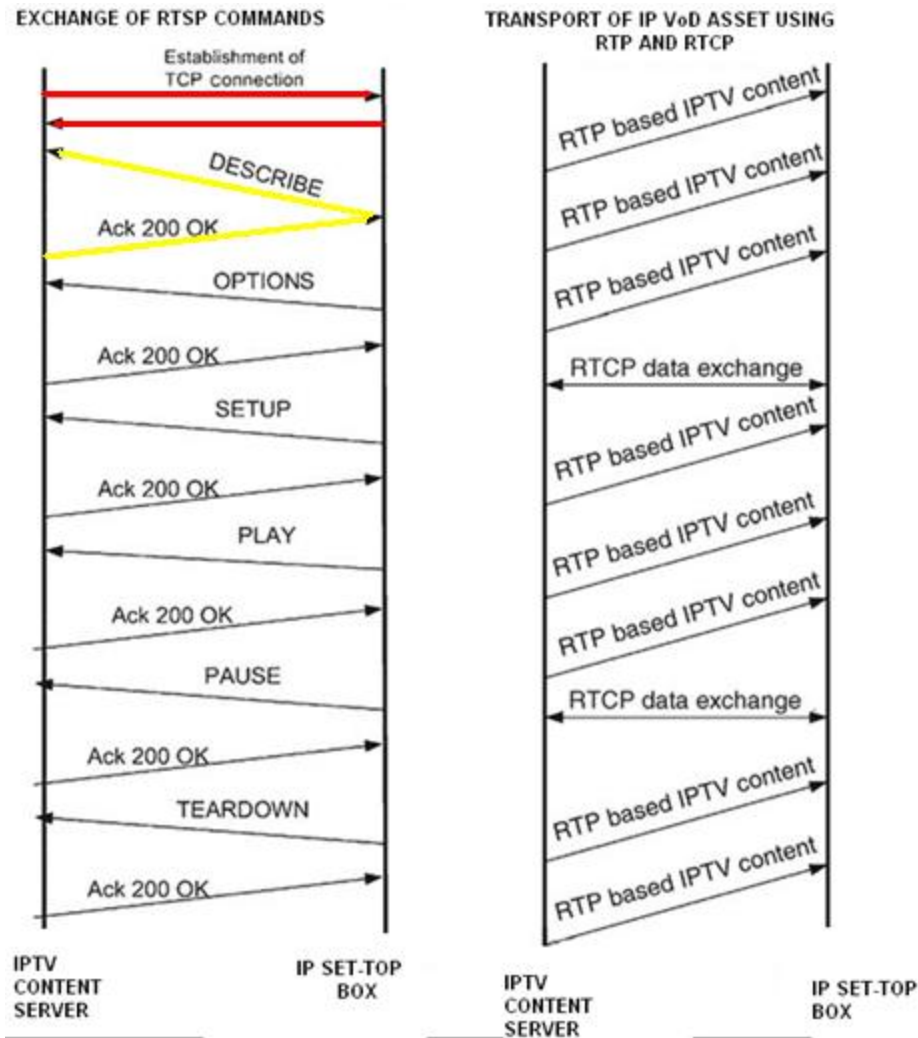 EXCHANGE OF RTSP COMMANDS
Establishment of
TCP connection
DESCRIBE
Ack 200 OK
OPTIONS
Ack 200 OK
SETUP
Ack 200 OK
PLAY
Ack 200 OK
PAUSE
Ack 200 OK
TEARDOWN
Ack 200 OK
IPTV
CONTENT
SERVER
IP SET-TOP
BOX
TRANSPORT OF IP VoD ASSET USING
RTP AND RTCP
RTP based IPTV content
RTP based IPTV content
RTP based IPTV content
RTCP data exchange
RTP based IPTV content
RTP based IPTV content
RTP based IPTV content
RTCP data exchange
RTP based IPTV content
RTP based IPTV content
IPTV
CONTENT
SERVER
IP SET-TOP
BOX